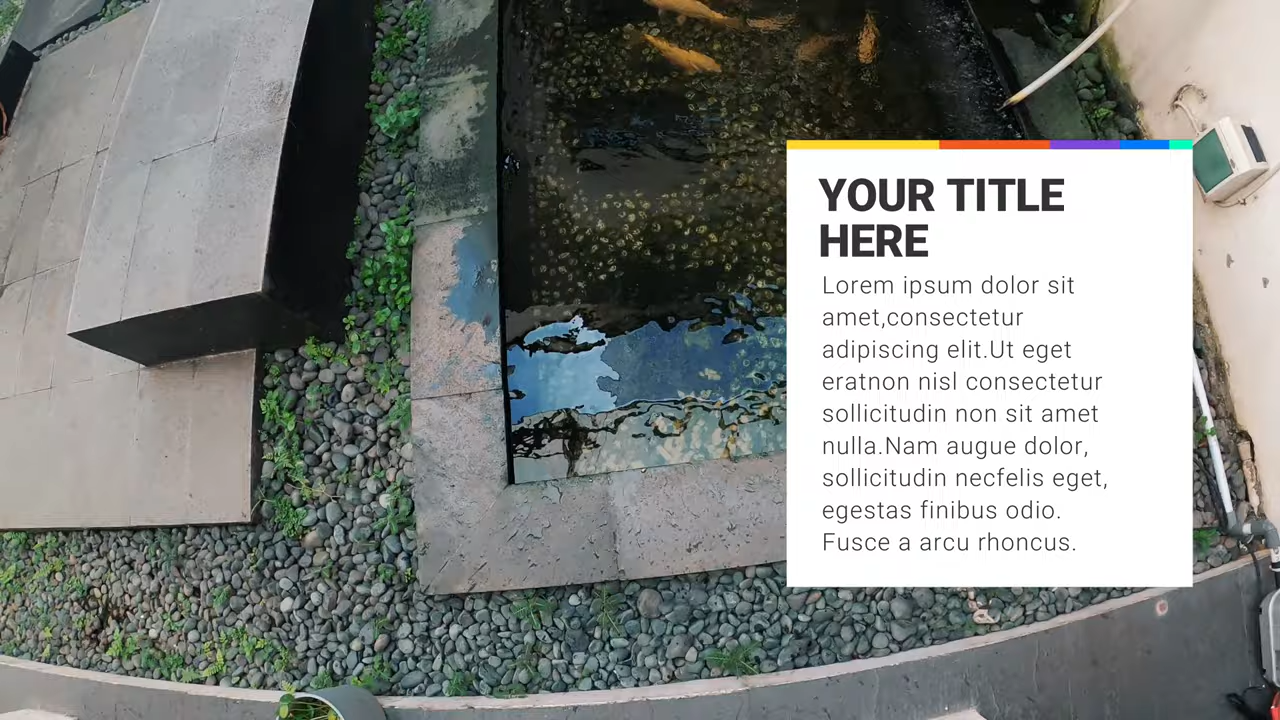 YOUR TITLE
HERE
Lorem ipsum dolor sit
amet,consectetur
adipiscing elit.Ut eget
eratnon nisl consectetur
sollicitudin non sit amet
nulla.Nam augue dolor,
sollicitudin necfelis eget,
egestas finibus odio.
Fusce a arcu rhoncus.